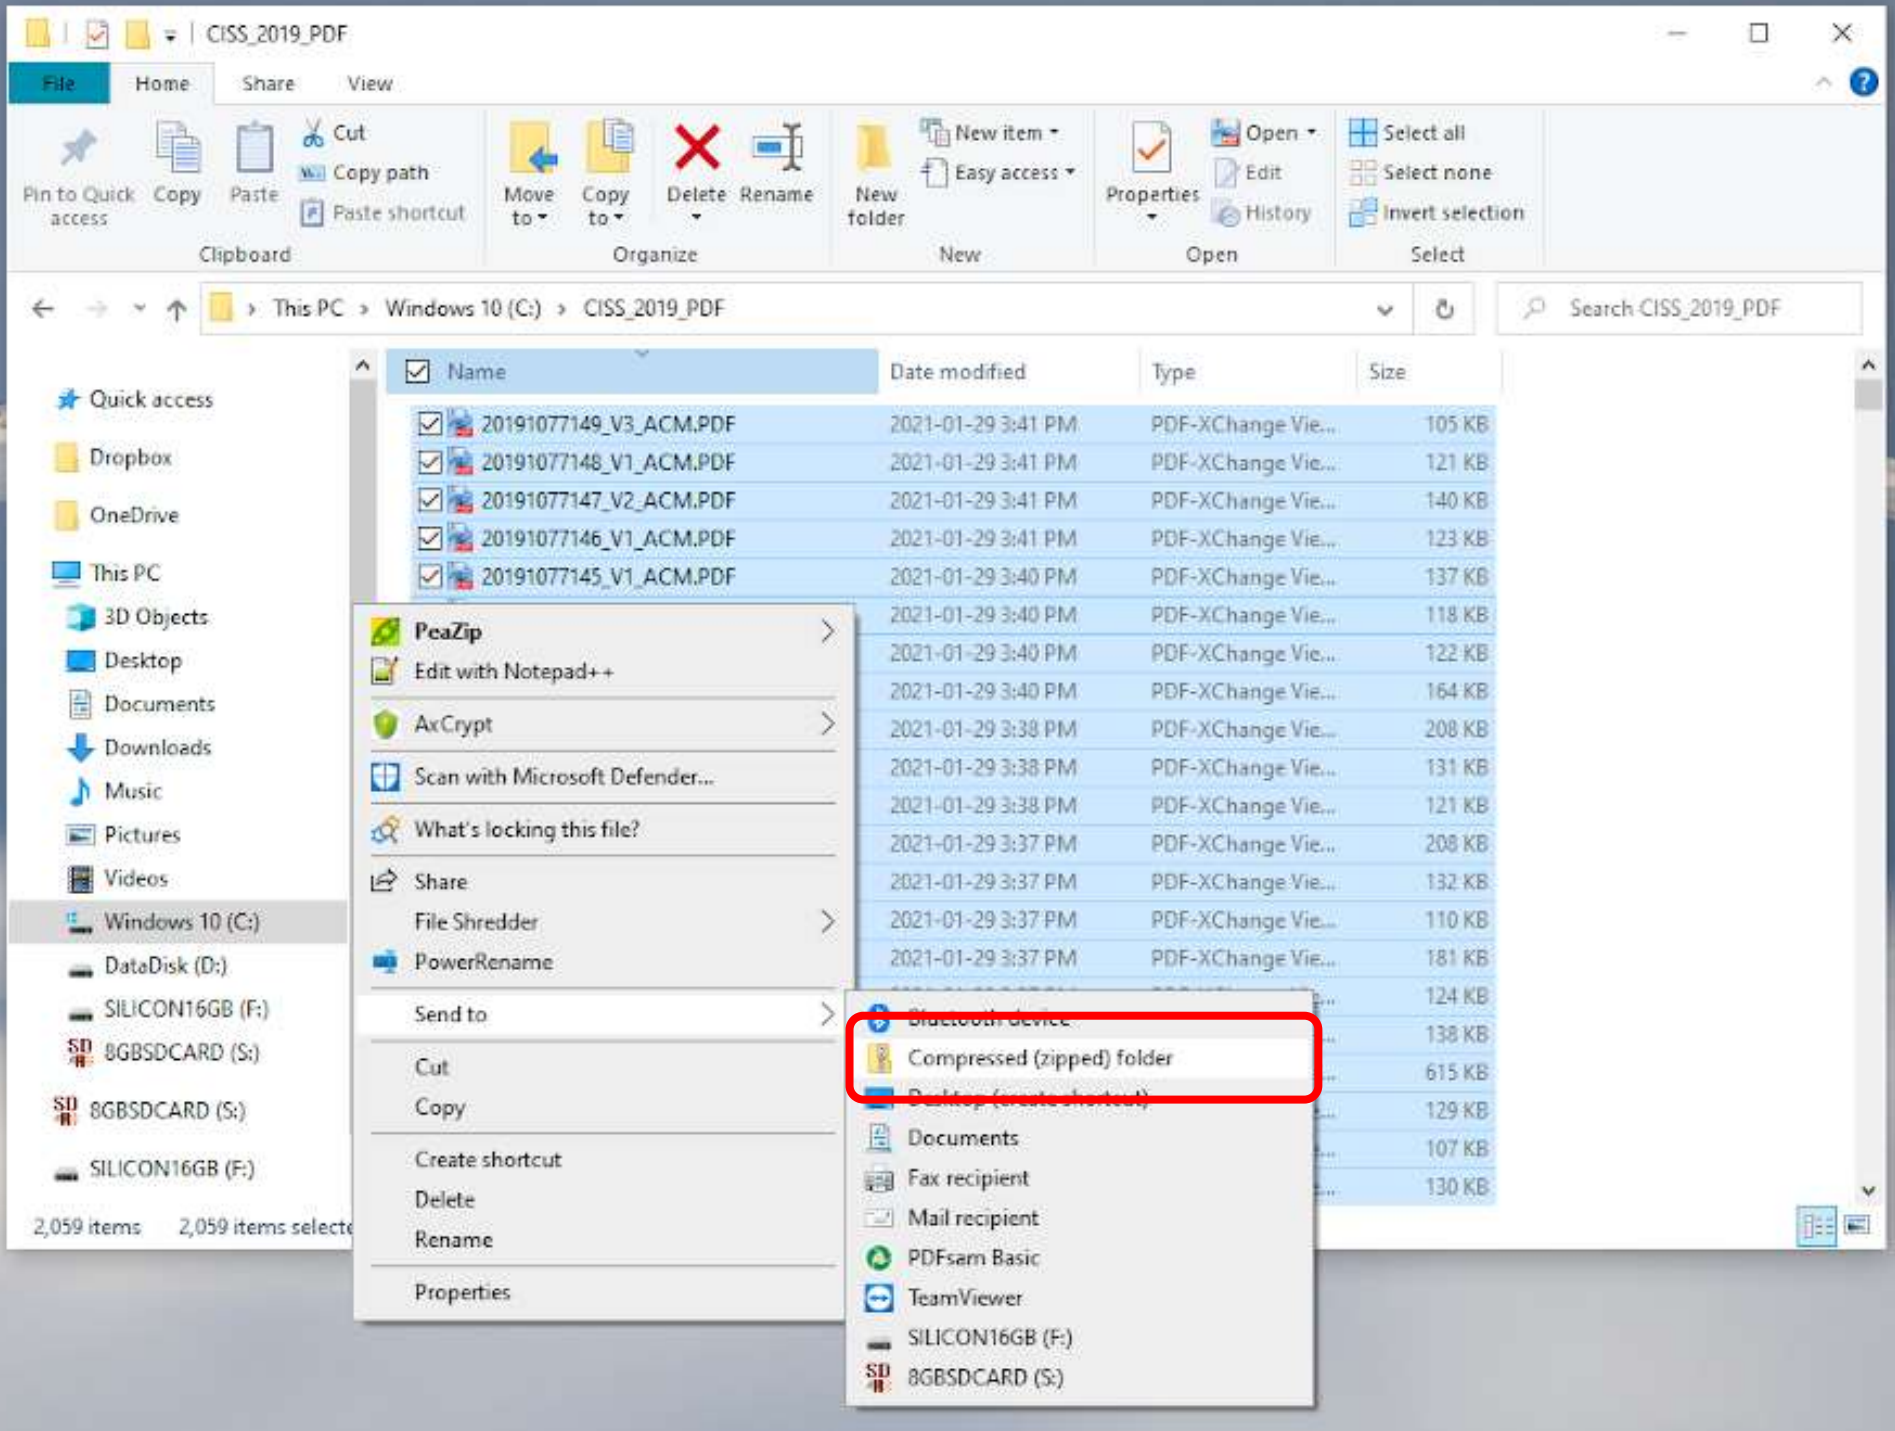 CISS_2019_PDF
File Home Share View
Pin to Quick access
Copy
Paste
Cut
Copy path
Paste shortcut
Clipboard
Move to
Copy to
Delete
Rename
Organize
New folder
New item
Easy access
New
Properties
Open
Edit
History
Open
Select all
Select none
Invert selection
Select
This PC > Windows 10 (C:) > CISS_2019_PDF
Search CISS_2019_PDF
Quick access
Dropbox
OneDrive
This PC
3D Objects
Desktop
Documents
Downloads
Music
Pictures
Videos
Windows 10 (C:)
DataDisk (D:)
SILICON16GB (F:)
8GBSDCARD (S:)
8GBSDCARD (S:)
SILICON16GB (F:)
Name Date modified Type Size
20191077149_V3_ACM.PDF 2021-01-29 3:41 PM PDF-XChange Vie... 105 KB
20191077148_V1_ACM.PDF 2021-01-29 3:41 PM PDF-XChange Vie... 121 KB
20191077147_V2_ACM.PDF 2021-01-29 3:41 PM PDF-XChange Vie... 140 KB
20191077146_V1_ACM.PDF 2021-01-29 3:41 PM PDF-XChange Vie... 123 KB
20191077145_V1_ACM.PDF 2021-01-29 3:40 PM PDF-XChange Vie... 137 KB
2021-01-29 3:40 PM PDF-XChange Vie... 118 KB
2021-01-29 3:40 PM PDF-XChange Vie... 122 KB
2021-01-29 3:40 PM PDF-XChange Vie... 164 KB
2021-01-29 3:38 PM PDF-XChange Vie... 208 KB
2021-01-29 3:38 PM PDF-XChange Vie... 131 KB
2021-01-29 3:38 PM PDF-XChange Vie... 121 KB
2021-01-29 3:37 PM PDF-XChange Vie... 208 KB
2021-01-29 3:37 PM PDF-XChange Vie... 132 KB
2021-01-29 3:37 PM PDF-XChange Vie... 110 KB
2021-01-29 3:37 PM PDF-XChange Vie... 181 KB
124 KB
138 KB
615 KB
129 KB
107 KB
130 KB
PeaZip
Edit with Notepad++
AxCrypt
Scan with Microsoft Defender...
What's locking this file?
Share
File Shredder
PowerRename
Send to
Cut
Copy
Create shortcut
Delete
Rename
Properties
Bluetooth device
Compressed (zipped) folder
Desktop (create shortcut)
Documents
Fax recipient
Mail recipient
PDFsam Basic
TeamViewer
SILICON16GB (F:)
8GBSDCARD (S:)
2,059 items 2,059 items selecte